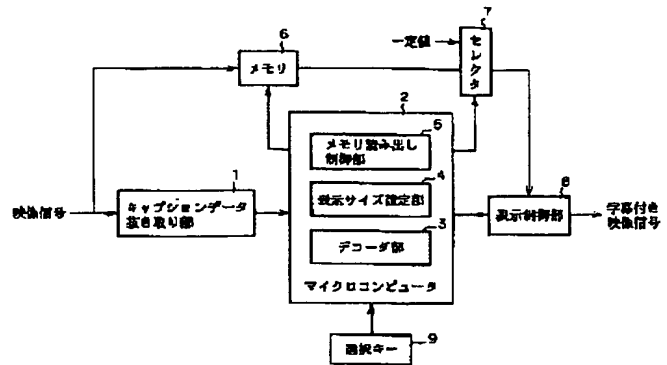 7
一定値
セレクタ
6
メモリ
2
5
メモリ読み出し
制御部
4
表示サイズ設定部
3
デコーダ部
マイクロコンピュータ
1
映像信号
キャプションデータ
抜き取り部
8
表示制御部
字幕付き
映像信号
選択キー
9